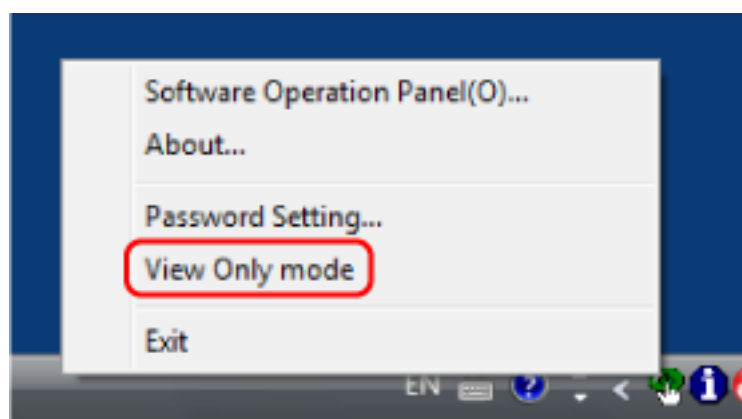 Software Operation Panel(O)...
About...
Password Setting...
View Only mode
Exit
EN